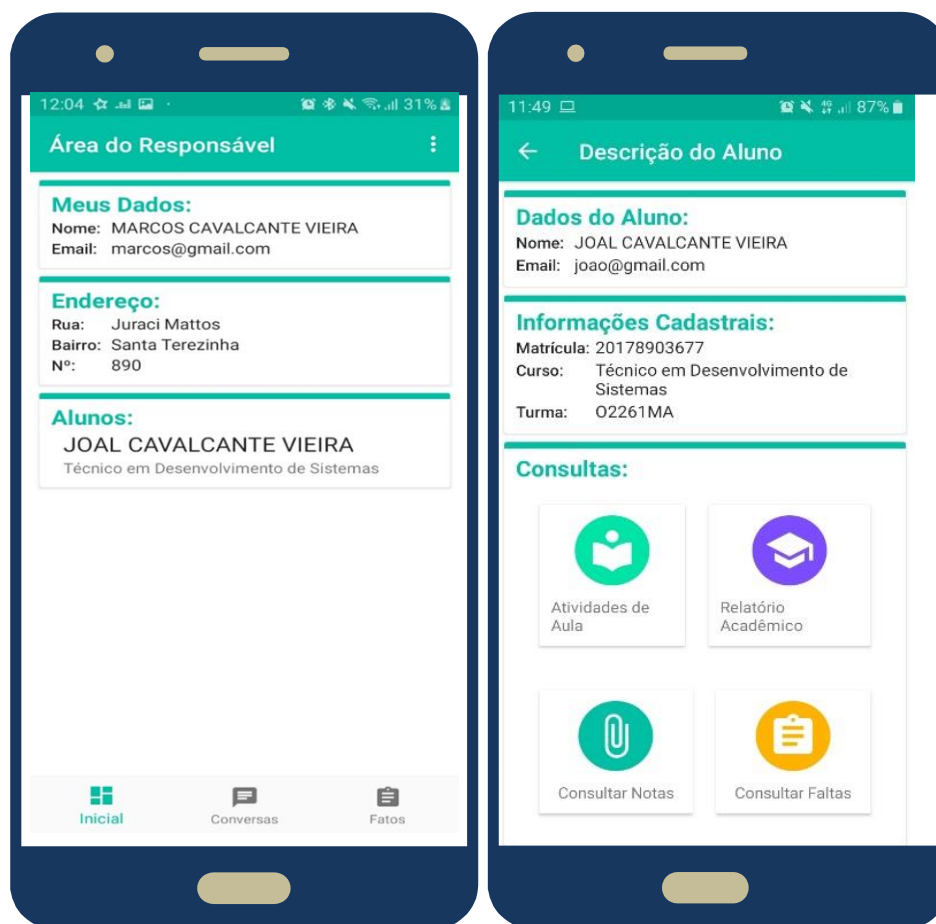 12:04
31%
Área do Responsável
Meus Dados:
Nome: MARCOS CAVALCANTE VIEIRA
Email: marcos@gmail.com
Endereço:
Rua: Juraci Mattos
Bairro: Santa Terezinha
Nº: 890
Alunos:
JOAL CAVALCANTE VIEIRA
Técnico em Desenvolvimento de Sistemas
Inicial
Conversas
Fatos
11:49
4G
87%
Descrição do Aluno
Dados do Aluno:
Nome: JOAL CAVALCANTE VIEIRA
Email: joao@gmail.com
Informações Cadastrais:
Matrícula: 20178903677
Curso: Técnico em Desenvolvimento de
Sistemas
Turma: O2261MA
Consultas:
Atividades de
Aula
Relatório
Acadêmico
Consultar Notas
Consultar Faltas